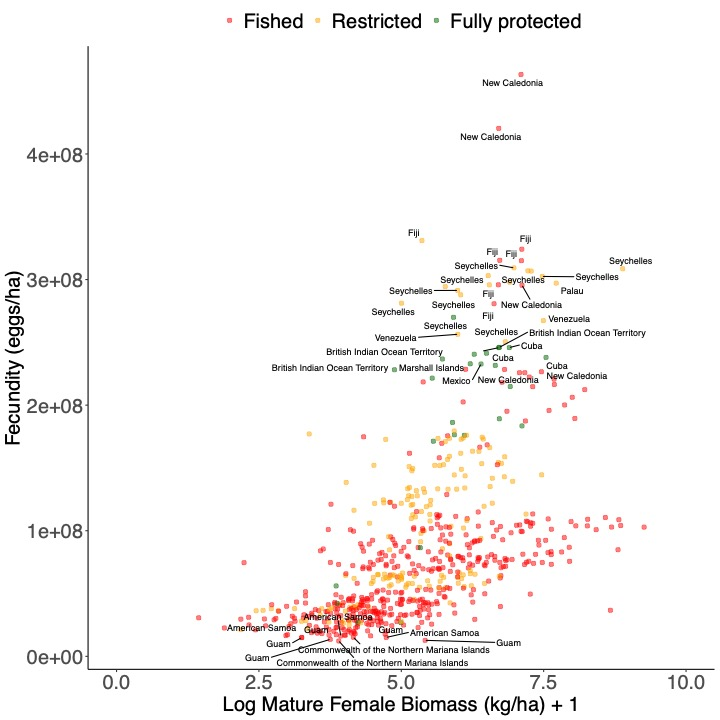 Fished Restricted Fully protected
New Caledonia
4e+08
New Caledonia
Fiji
Fiji
Fiji Fiji
Seychelles Seychelles
3e+08 Seychelles Seychelles Seychelles
Seychelles Fiji Palau
Seychelles Seychelles New Caledonia
Seychelles Fiji Venezuela
Venezuela Seychelles British Indian Ocean Territory
British Indian Ocean Territory Cuba
Cuba
British Indian Ocean Territory Marshall Islands Cuba
Mexico New Caledonia New Caledonia
2e+08
1e+08
American Samoa
American Samoa Guam Guam American Samoa
Guam Guam
Commonwealth of the Northern Mariana Islands
0e+00 Guam
Commonwealth of the Northern Mariana Islands
0.0 2.5 5.0 7.5 10.0
Log Mature Female Biomass (kg/ha) + 1
Fecundity (eggs/ha)